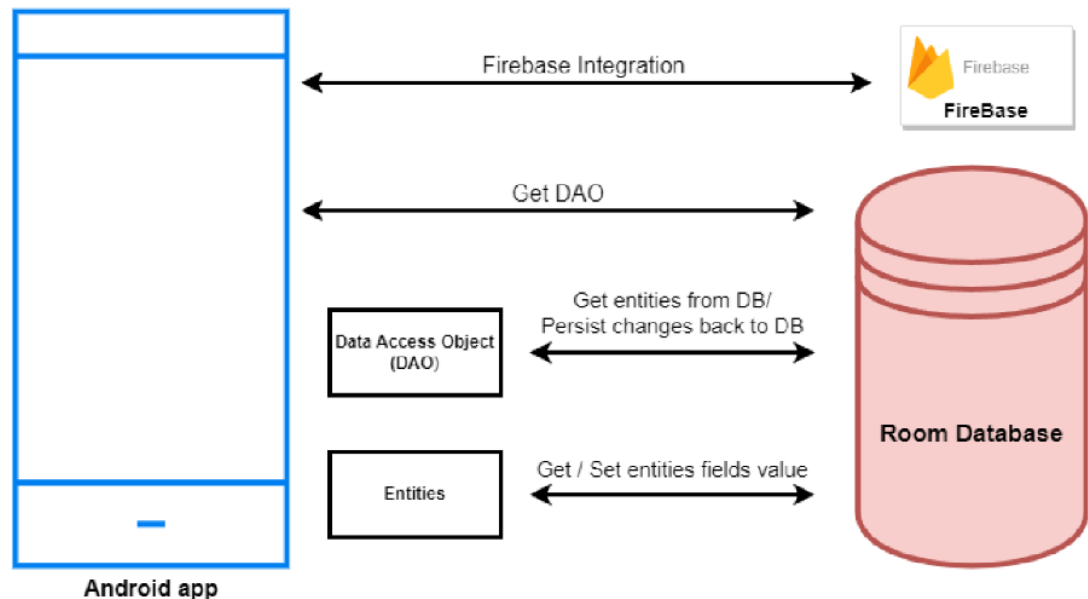 Firebase Integration
Firebase
FireBase
Get DAO
Get entities from DB/
Persist changes back to DB
Data Access Object
(DAO)
Room Database
Get / Set entities fields value
Entities
Android app